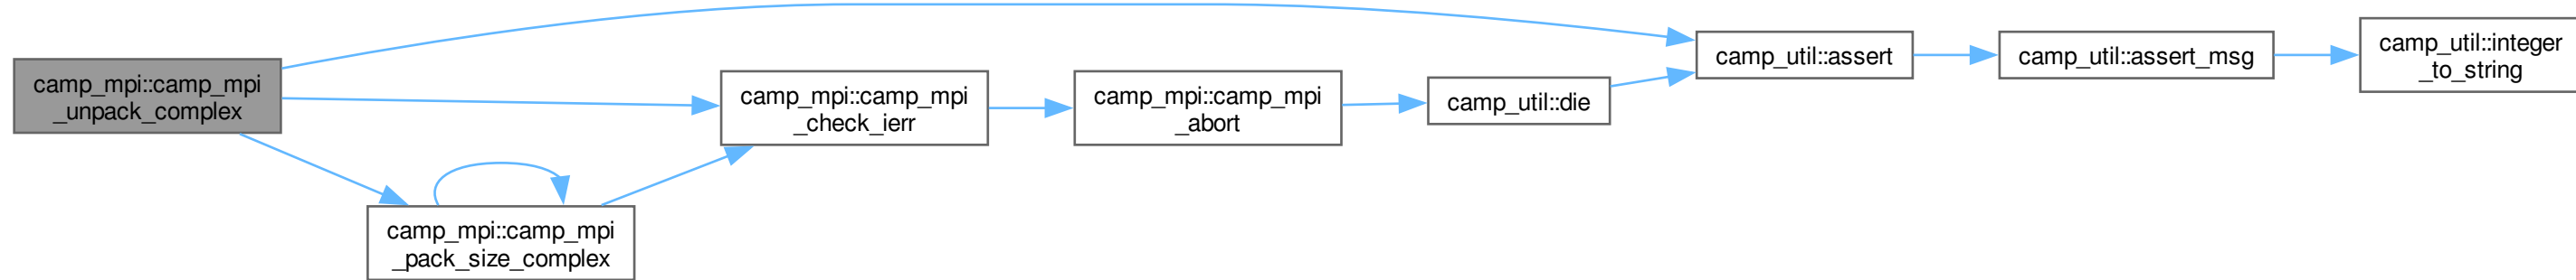 camp_mpi::camp_mpi
_unpack_complex
camp_mpi::camp_mpi
_pack_size_complex
camp_mpi::camp_mpi
_check_ierr
camp_mpi::camp_mpi
_abort
camp_util::die
camp_util::assert
camp_util::assert_msg
camp_util::integer
_to_string